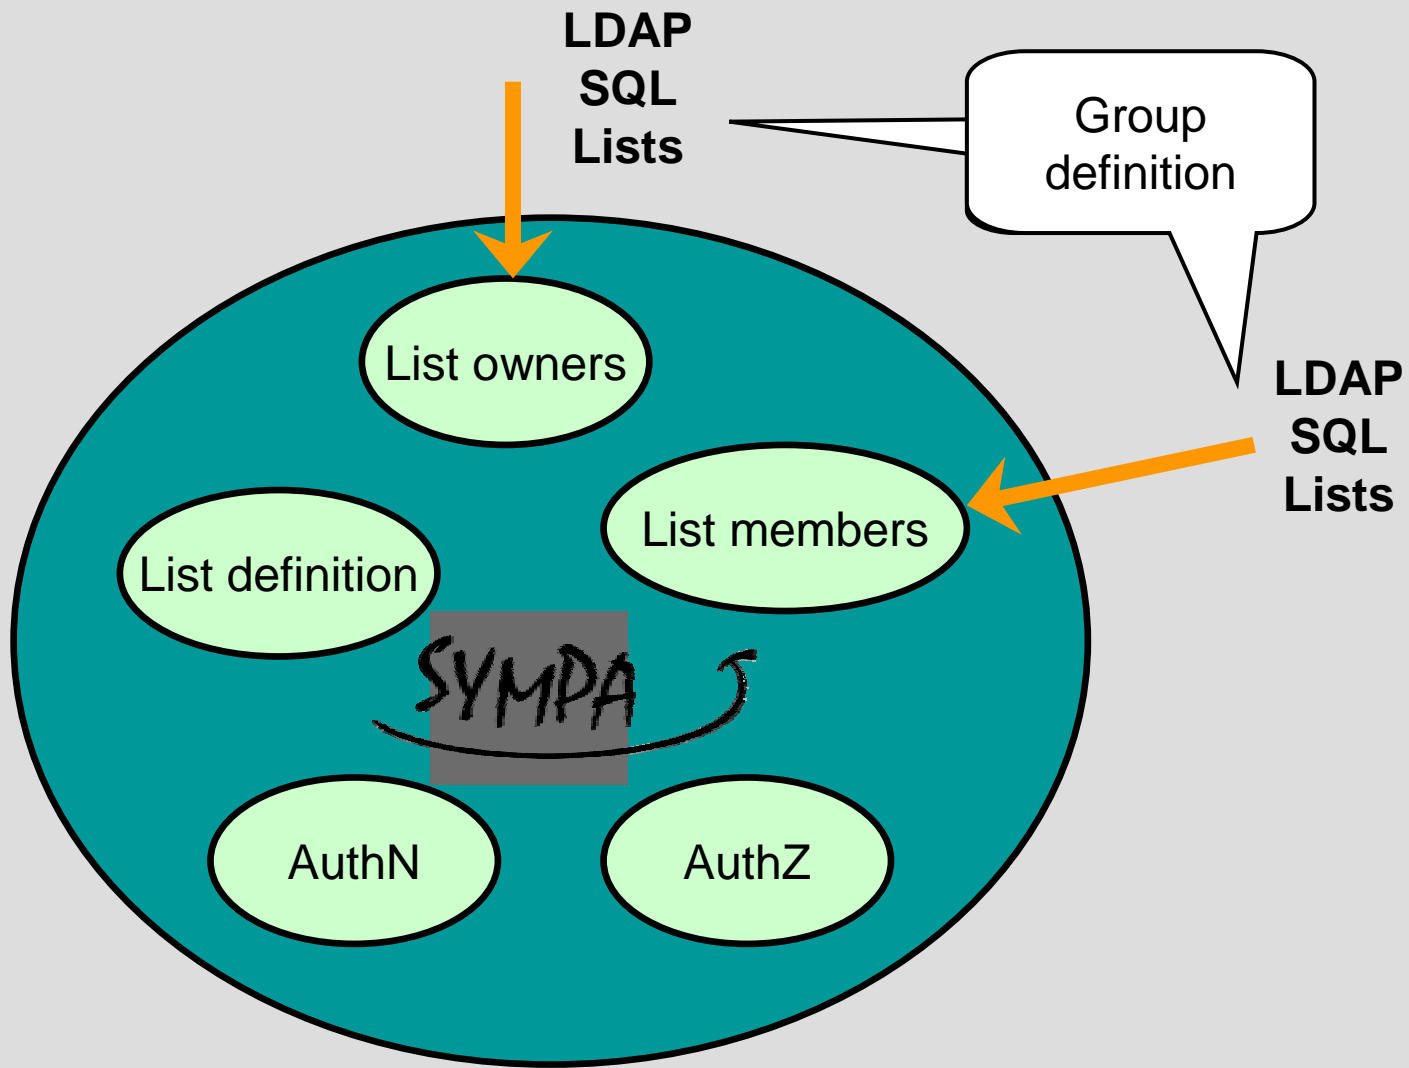 LDAP
SQL
Lists
Group
definition
List owners
LDAP
SQL
Lists
List members
List definition
SYMPA
AuthN
AuthZ